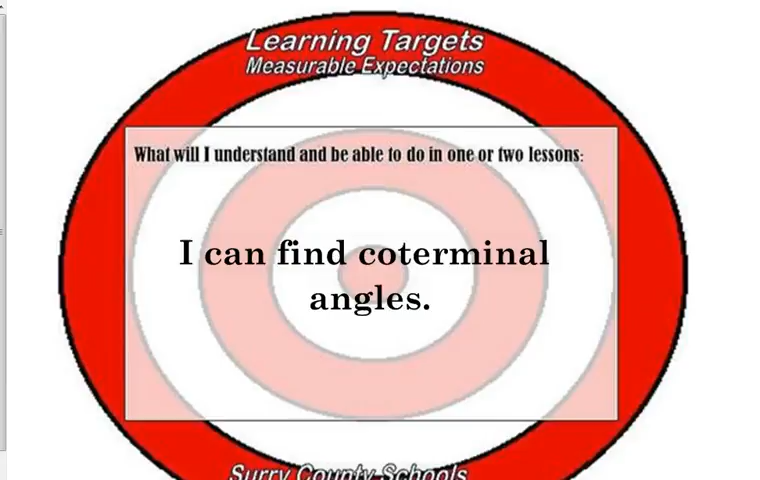 Learning Targets
Measurable Expectations
What will I understand and be able to do in one or two lessons:
I can find coterminal
angles.
Surry County Schools